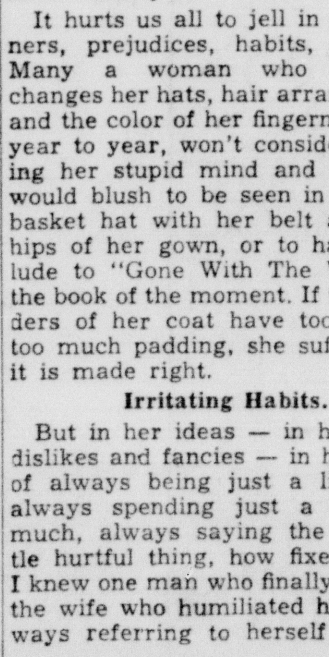 It hurts us all to jell in
ners, prejudices, habits,
Many a woman who
changes her hats, hair arra
and the color of her fingern
year to year, won't consid
ing her stupid mind and
would blush to be seen in
basket hat with her belt
hips of her gown, or to ha
lude to "Gone With The
the book of the moment. If
ders of her coat have too
too much padding, she suf
it is made right.
Irritating Habits.
But in her ideas — in h
dislikes and fancies — in h
of always being just a li
always spending just a
much, always saying the
tle hurtful thing, how fixe
I knew one man who finally
the wife who humiliated h
ways referring to herself